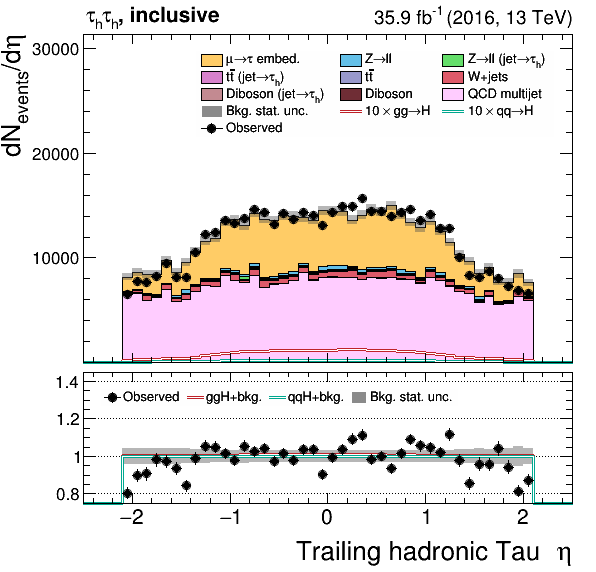 τhτh, inclusive
35.9 fb-1 (2016, 13 TeV)
dNevents/dη
30000
20000
10000
μ→τ embed.
Z→ll
Z→ll (jet→τh)
tt̄ (jet→τh)
tt̄
W+jets
Diboson (jet→τh)
Diboson
QCD multijet
Bkg. stat. unc.
10 × gg→H
10 × qq→H
Observed
1.4
1.2
1
0.8
Observed
ggH+bkg.
qqH+bkg.
Bkg. stat. unc.
−2
−1
0
1
2
Trailing hadronic Tau η